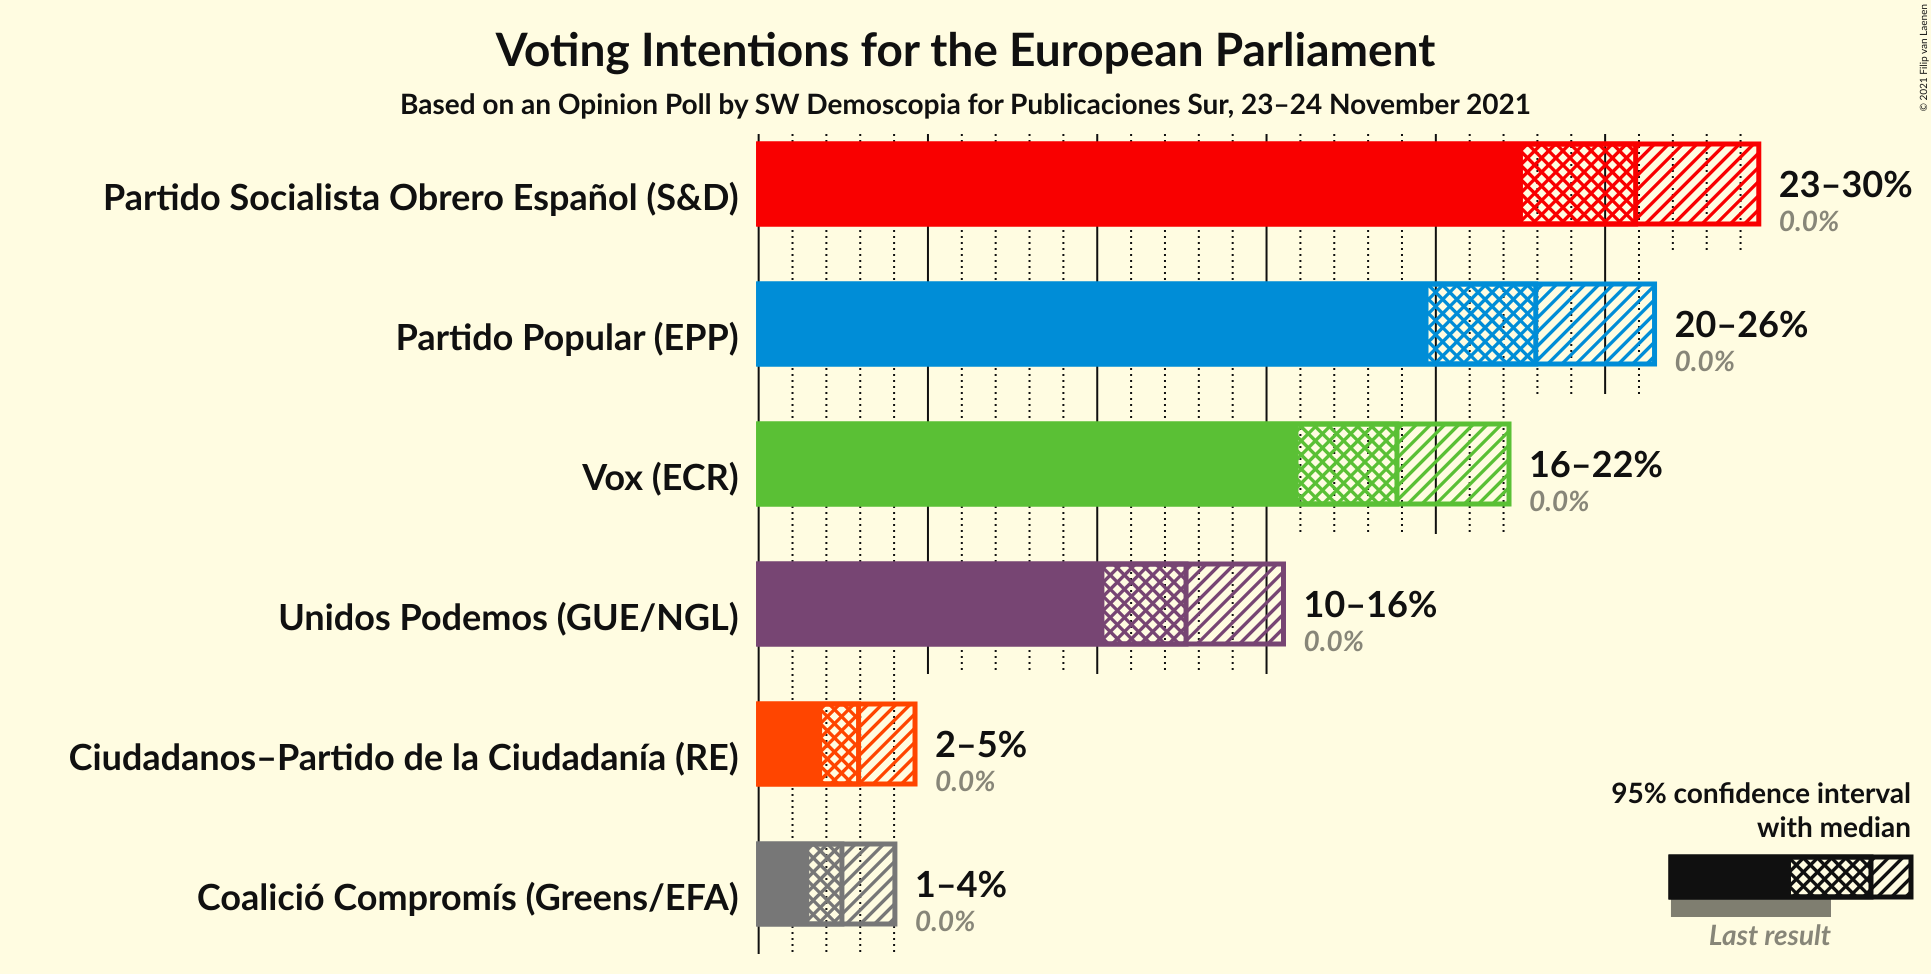 Voting Intentions for the European Parliament
Based on an Opinion Poll by SW Demoscopia for Publicaciones Sur, 23–24 November 2021
© 2021 Filip van Laenen
Partido Socialista Obrero Español (S&D)
23–30%
0.0%
Partido Popular (EPP)
20–26%
0.0%
Vox (ECR)
16–22%
0.0%
Unidos Podemos (GUE/NGL)
10–16%
0.0%
Ciudadanos–Partido de la Ciudadanía (RE)
2–5%
0.0%
Coalició Compromís (Greens/EFA)
1–4%
0.0%
95% confidence interval
with median
Last result